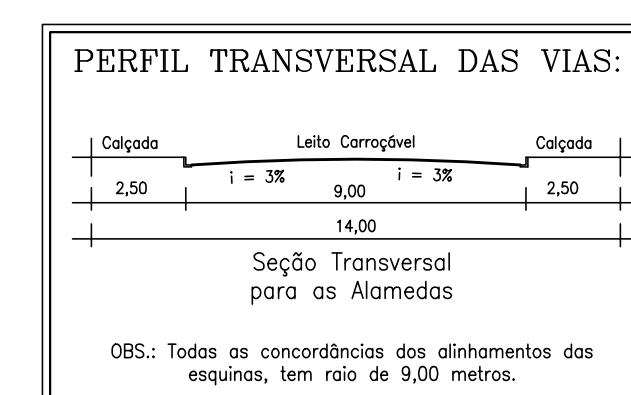 PERFIL TRANSVERSAL DAS VIAS:
Calçada Leito Carroçável Calçada
i = 3% i = 3%
2,50 9,00 2,50
14,00
Seção Transversal
para as Alamedas
OBS.: Todas as concordâncias dos alinhamentos das
esquinas, tem raio de 9,00 metros.